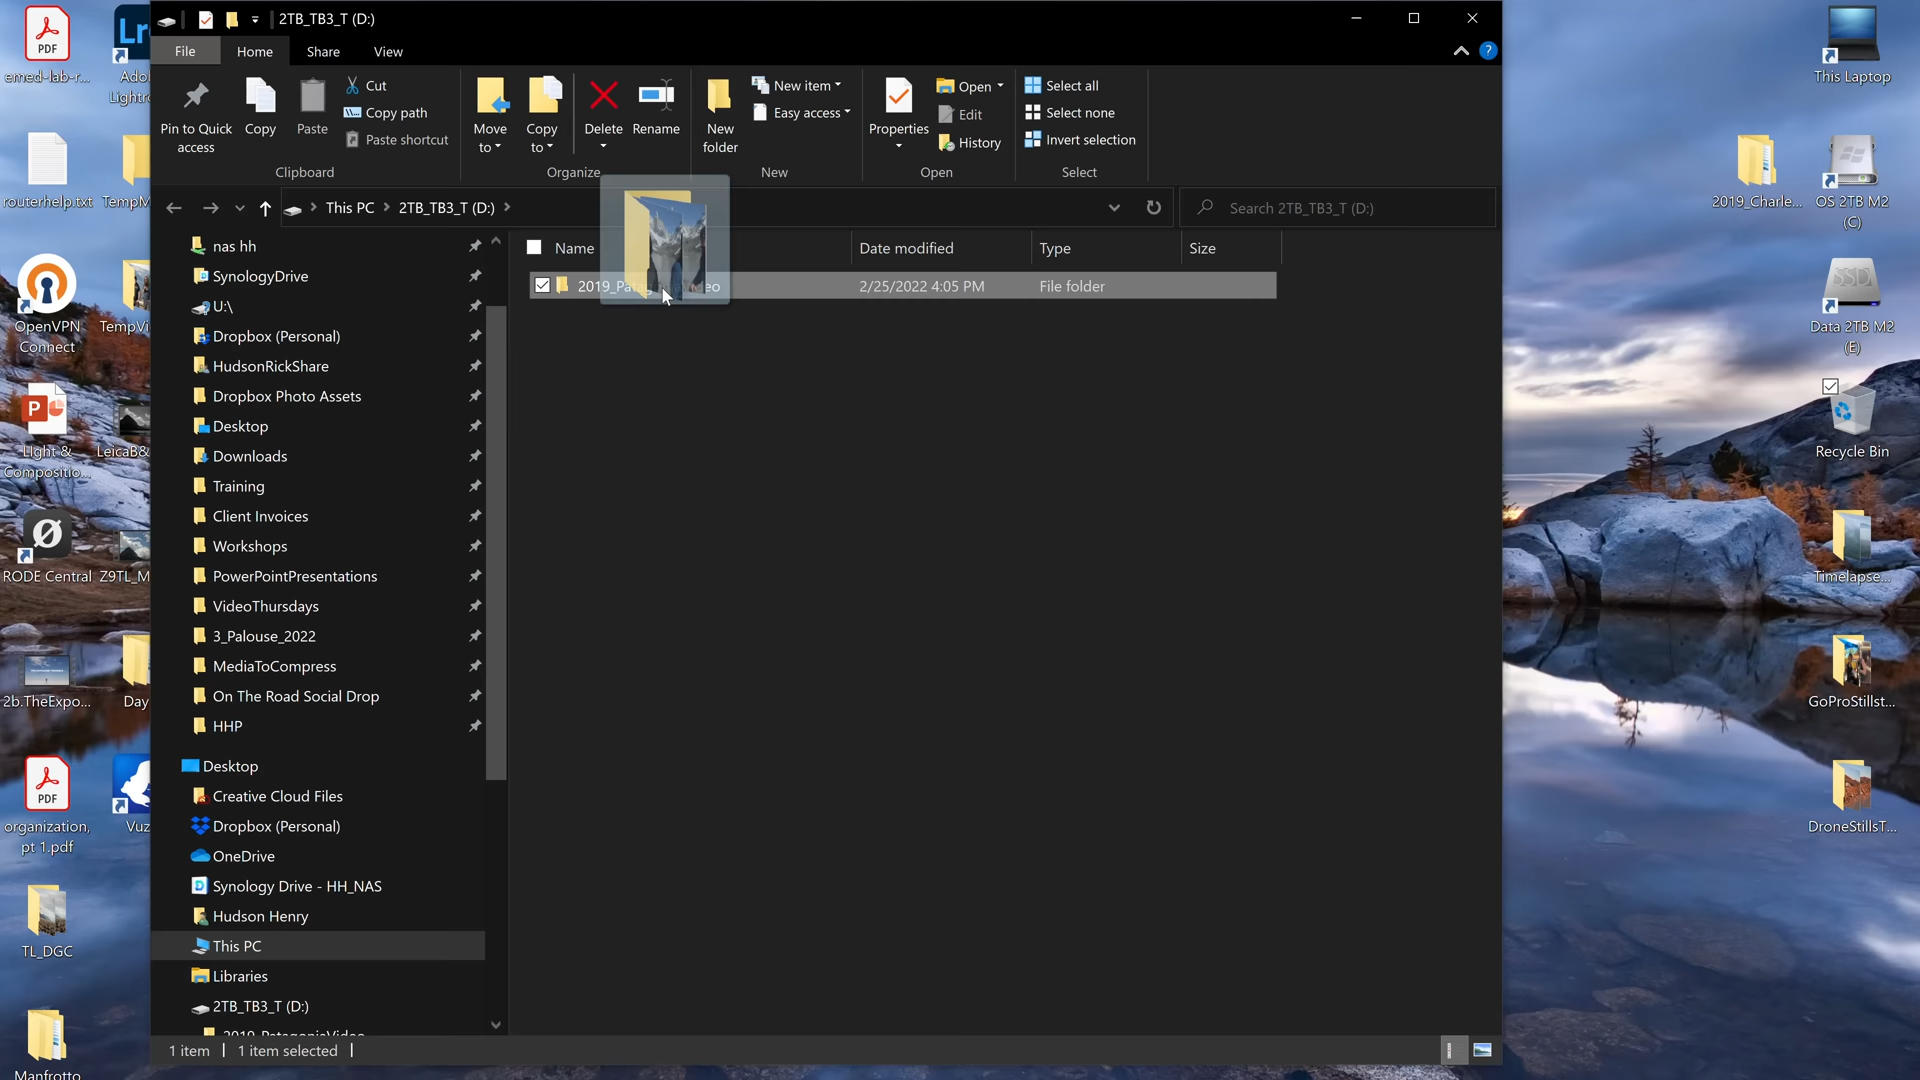 2TB_TB3_T (D:)
File
Home
Share
View
Pin to Quick
access
Copy
Paste
Cut
Copy path
Paste shortcut
Clipboard
Move
to
Copy
to
Delete
Rename
Organize
New
folder
New item
Easy access
New
Properties
Open
Edit
History
Open
Select all
Select none
Invert selection
Select
This PC
2TB_TB3_T (D:)
Search 2TB_TB3_T (D:)
Name
Date modified
Type
Size
2/25/2022 4:05 PM
File folder
nas hh
SynologyDrive
U:\
Dropbox (Personal)
HudsonRickShare
Dropbox Photo Assets
Desktop
Downloads
Training
Client Invoices
Workshops
PowerPointPresentations
VideoThursdays
3_Palouse_2022
MediaToCompress
On The Road Social Drop
HHP
Desktop
Creative Cloud Files
Dropbox (Personal)
OneDrive
Synology Drive - HH_NAS
Hudson Henry
This PC
Libraries
2TB_TB3_T (D:)
2019_PatagoniaVideo
1 item
1 item selected
PDF
emed-lab-r...
routerhelp.txt
OpenVPN
Connect
Light &
Compositio...
RODE Central
2b.TheExpo...
PDF
organization,
pt 1.pdf
TL_DGC
Manfrotto
Z9TL_M
Day
Vuz
This Laptop
2019_Charle...
OS 2TB M2
(C)
SSD
Data 2TB M2
(E)
Recycle Bin
Timelapse...
GoProStillst...
DroneStillsT...